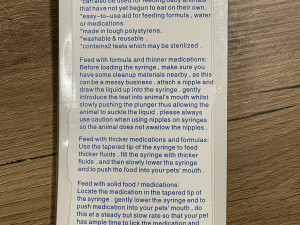 *can also be used for feeding baby animals
that have not yet begun to eat on their own.
*easy–to–use aid for feeding formula , water
or medications.
*made in tough polystyrene.
*washable & reusable .
*contains2 teats which may be sterilized .
Feed with formula and thinner medications:
before loading the syringe , make sure you
have some cleanup materials nearby , as this
can be a messy business . attach a nipple and
draw the liquid up into the syringe . gently
introduce the teat into animal's mouth whilst
slowly pushing the plunger thus allowing the
animal to suckle the liquid . please always
use caution when using nipples on syringes
so the animal does not swallow the nipples .
Feed with thicker medications and formulas:
Use the tapered tip of the syringe to feed
thicker fluids . fill the syringe with thicker
fluids , and then slowly lower the syringe
end to push the food into your pets' mouth .
Feed with solid food / medications:
Locate the medication in the tapered tip of
the syringe . gently lower the syringe end to
push medication into your pets' mouth . do
this at a steady but slow rate so that your pet
has ample time to lick the medication and